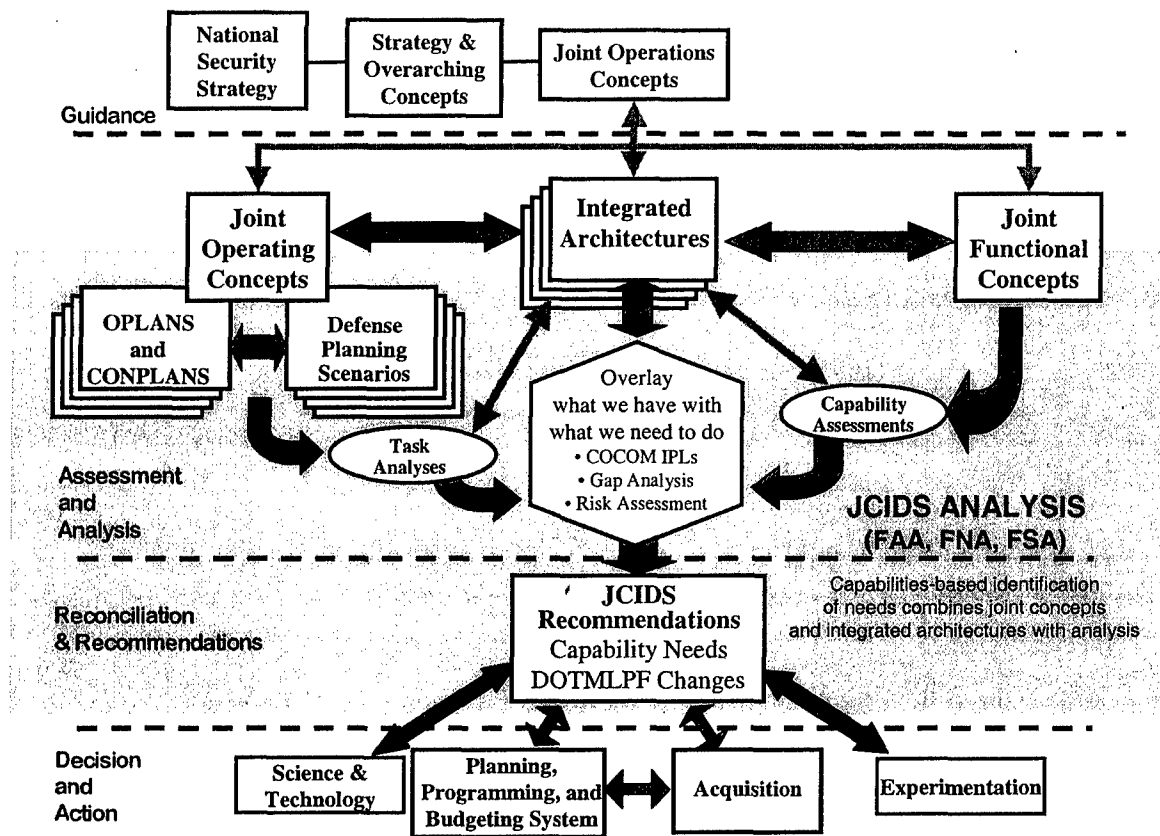 National
Security
Strategy
Strategy &
Overarching
Concepts
Joint Operations
Concepts
Guidance
Joint
Operating
Concepts
Integrated
Architectures
Joint
Functional
Concepts
OPLANS
and
CONPLANS
Defense
Planning
Scenarios
Overlay
what we have with
what we need to do
• COCOM IPLs
• Gap Analysis
• Risk Assessment
Capability
Assessments
Task
Analyses
Assessment
and
Analysis
JCIDS ANALYSIS
(FAA, FNA, FSA)
Capabilities-based identification
of needs combines joint concepts
and integrated architectures with analysis
Reconciliation
& Recommendations
JCIDS
Recommendations
Capability Needs
DOTMLPF Changes
Decision
and
Action
Science &
Technology
Planning,
Programming, and
Budgeting System
Acquisition
Experimentation